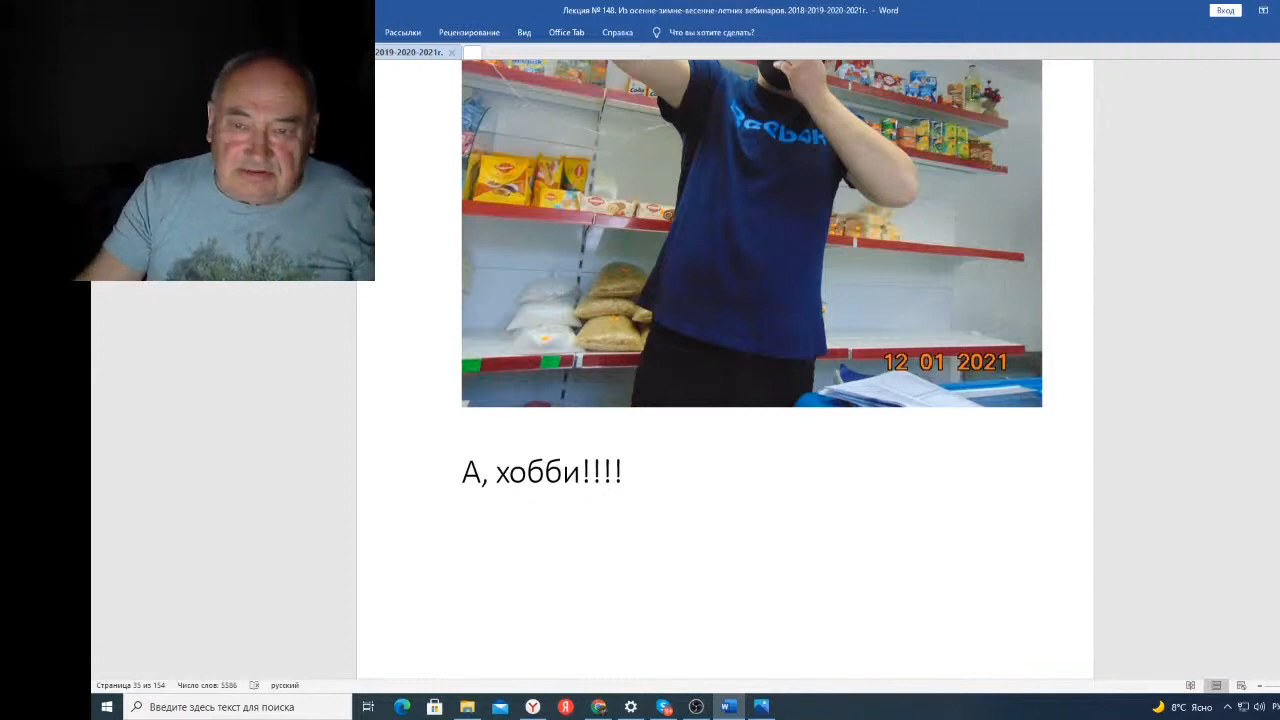 Лекция № 148. Из осенне-зимне-весенне-летних вебинаров. 2018-2019-2020-2021г. - Word
Вход
Рассылки Рецензирование Вид Office Tab Справка Что вы хотите сделать?
2019-2020-2021г.
12 01 2021
А, хобби!!!!
Страница 35 из 154 Число слов: 5586 русский
Введите здесь текст для поиска
8°C Ясно